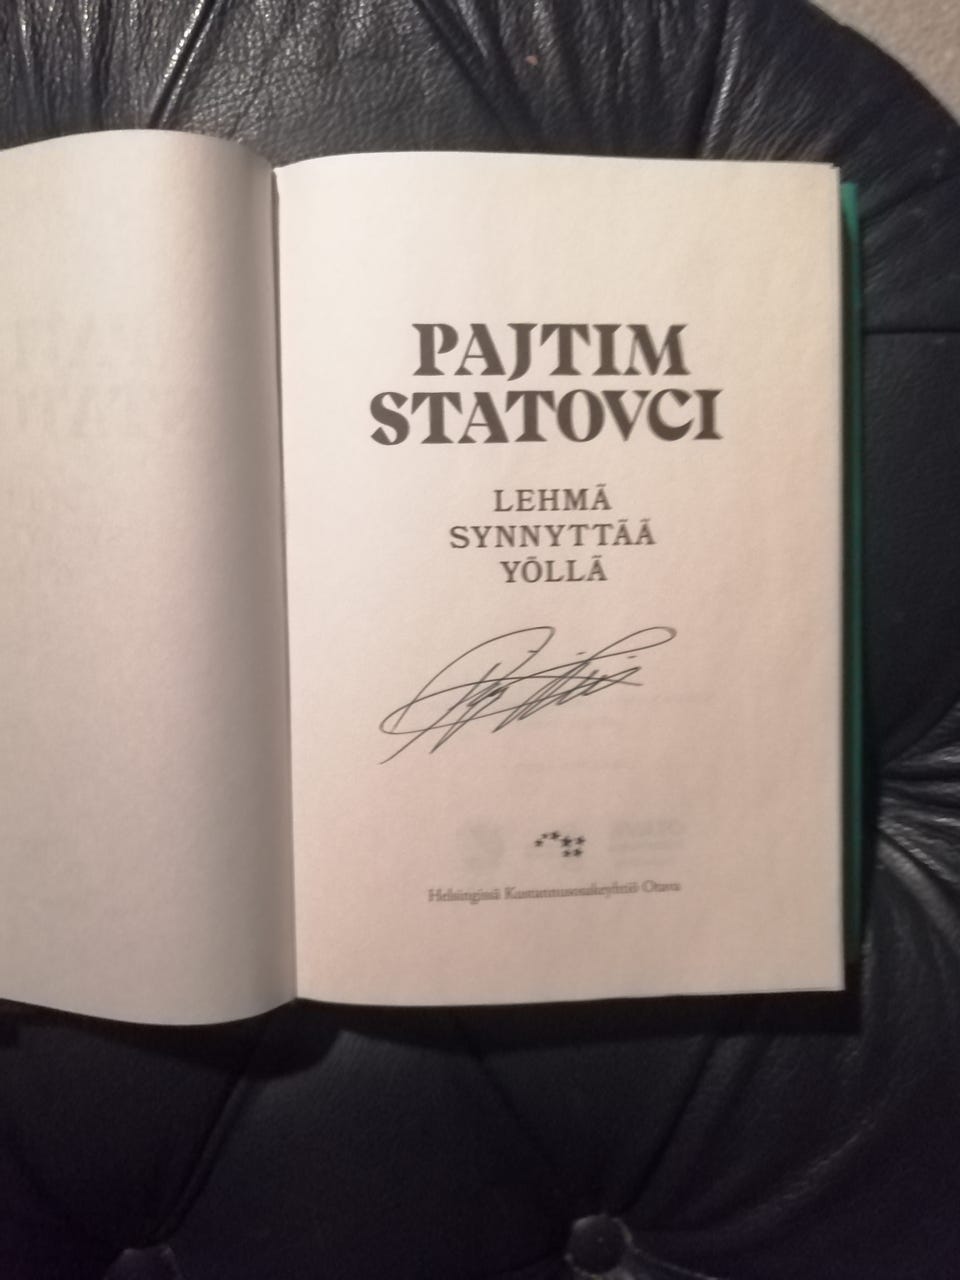 PAJTIM
STATOVCI
LEHMÄ
SYNNYTTÄÄ
YÖLLÄ
Helsingissä Kustannusosakeyhtiö Otava